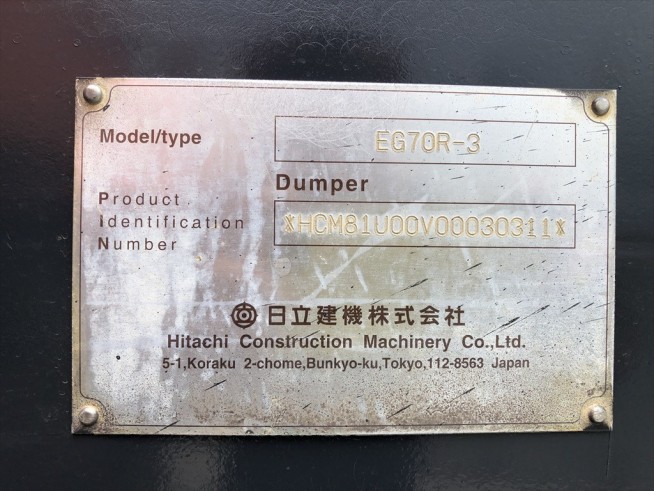 Model/type EG70R-3
Dumper
Product
Identification *HCM81U00V00030311*
Number
日立建機株式会社
Hitachi Construction Machinery Co.,Ltd.
5-1,Koraku 2-chome,Bunkyo-ku,Tokyo,112-8563 Japan